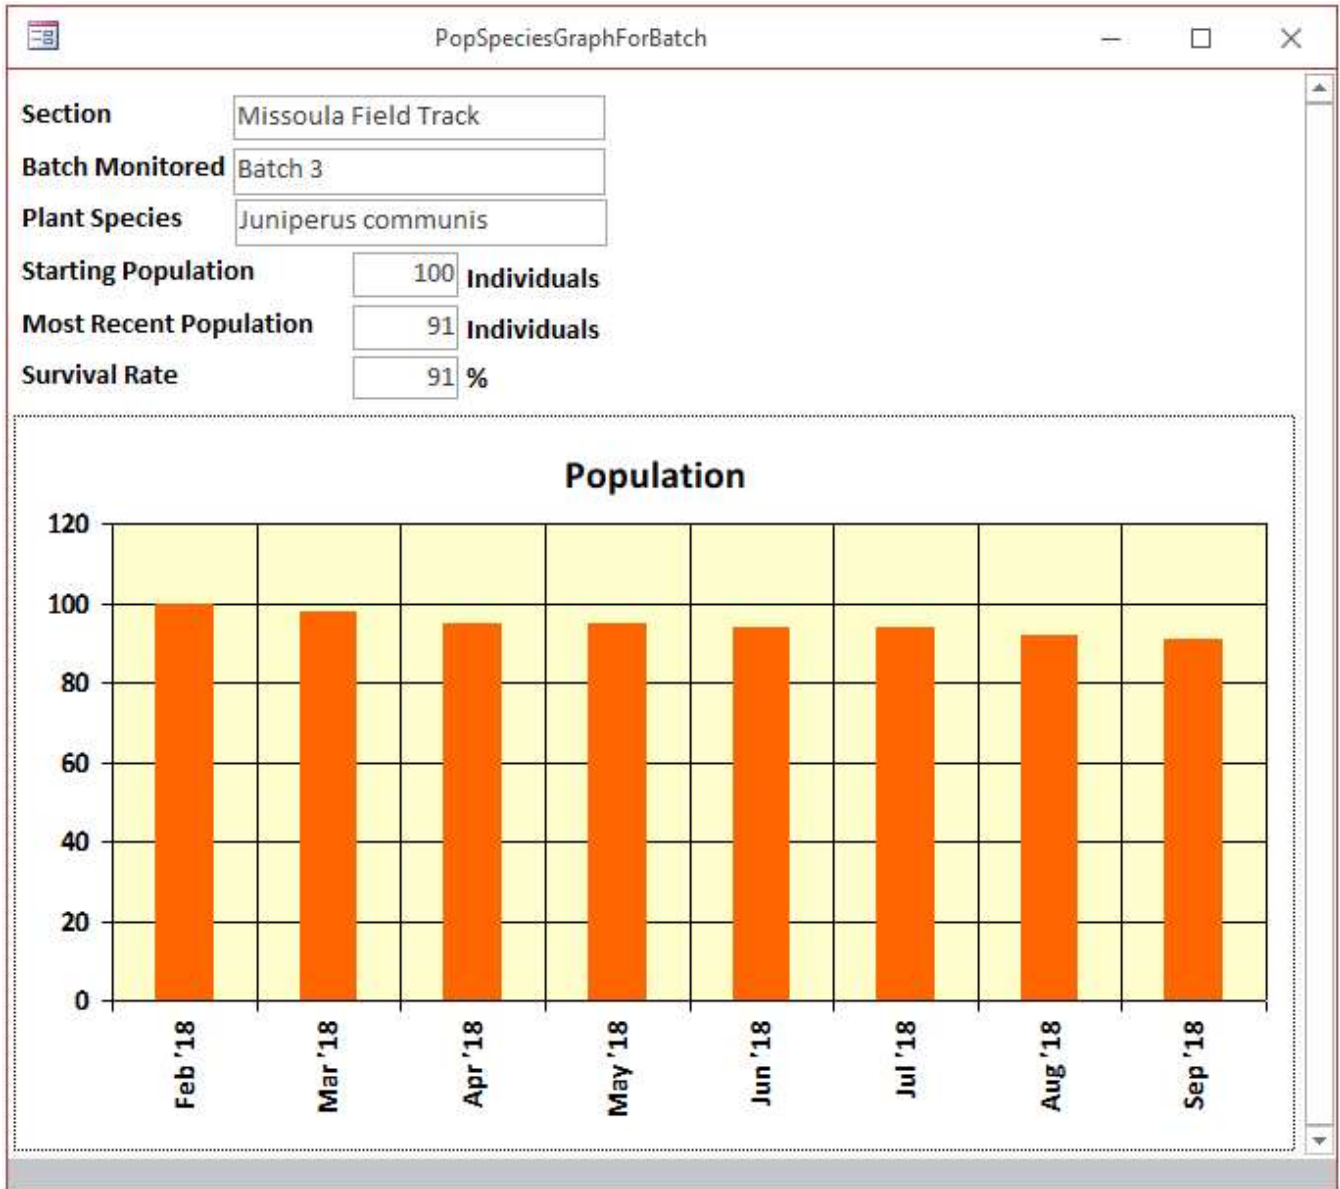 PopSpeciesGraphForBatch
Section Missoula Field Track
Batch Monitored Batch 3
Plant Species Juniperus communis
Starting Population 100 Individuals
Most Recent Population 91 Individuals
Survival Rate 91 %
Population
120
100
80
60
40
20
0
Feb '18 Mar '18 Apr '18 May '18 Jun '18 Jul '18 Aug '18 Sep '18